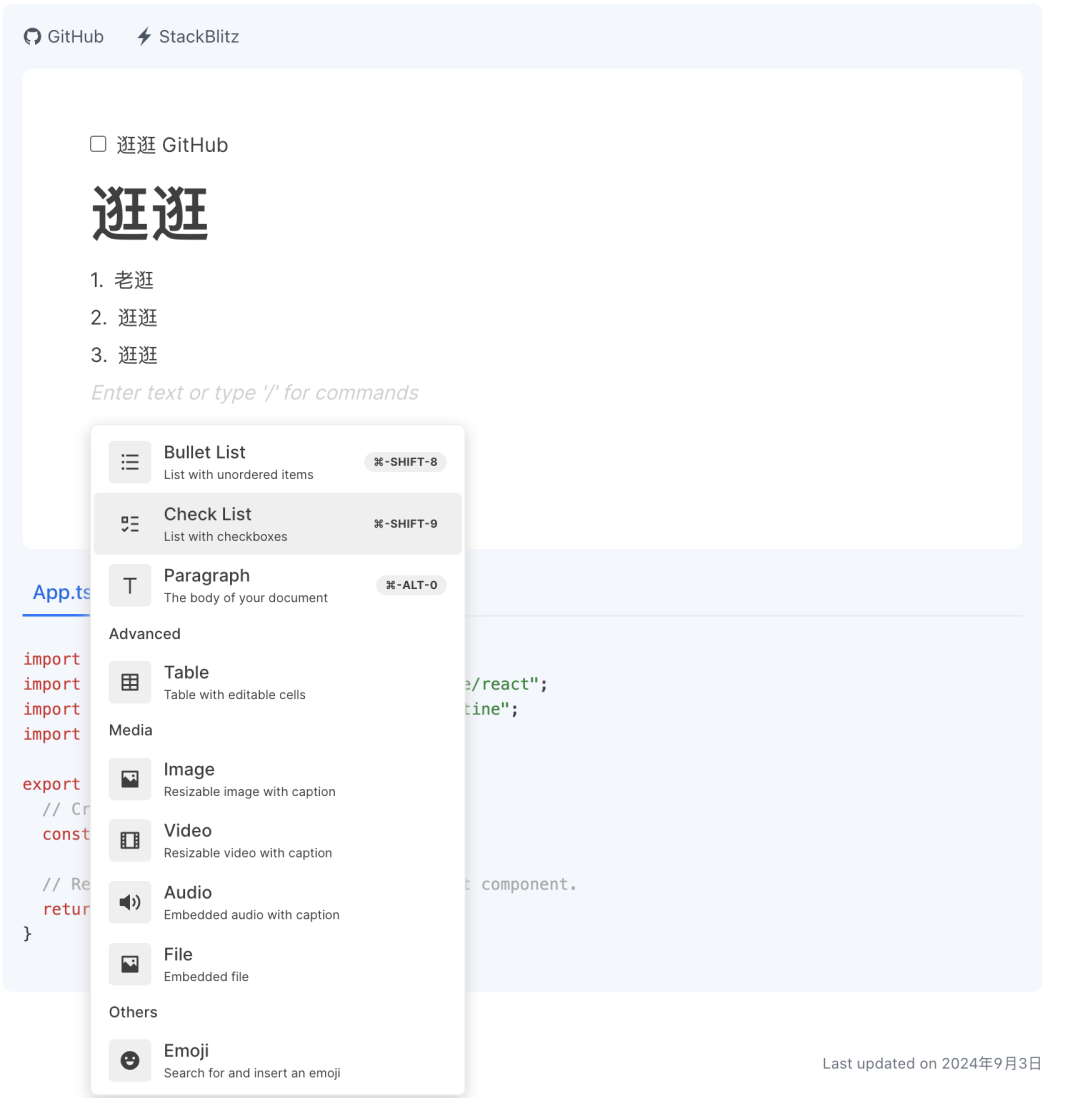 GitHub StackBlitz
逛逛 GitHub
逛逛
1. 老逛
2. 逛逛
3. 逛逛
Enter text or type '/' for commands
Bullet List
List with unordered items
⌘-SHIFT-8
Check List
List with checkboxes
⌘-SHIFT-9
Paragraph
The body of your document
⌘-ALT-0
Advanced
Table
Table with editable cells
Media
Image
Resizable image with caption
Video
Resizable video with caption
Audio
Embedded audio with caption
File
Embedded file
Others
Emoji
Search for and insert an emoji
App.ts
import
import e/react";
import tine";
import
export
// Cr
const
// Re t component.
retur
}
Last updated on 2024年9月3日